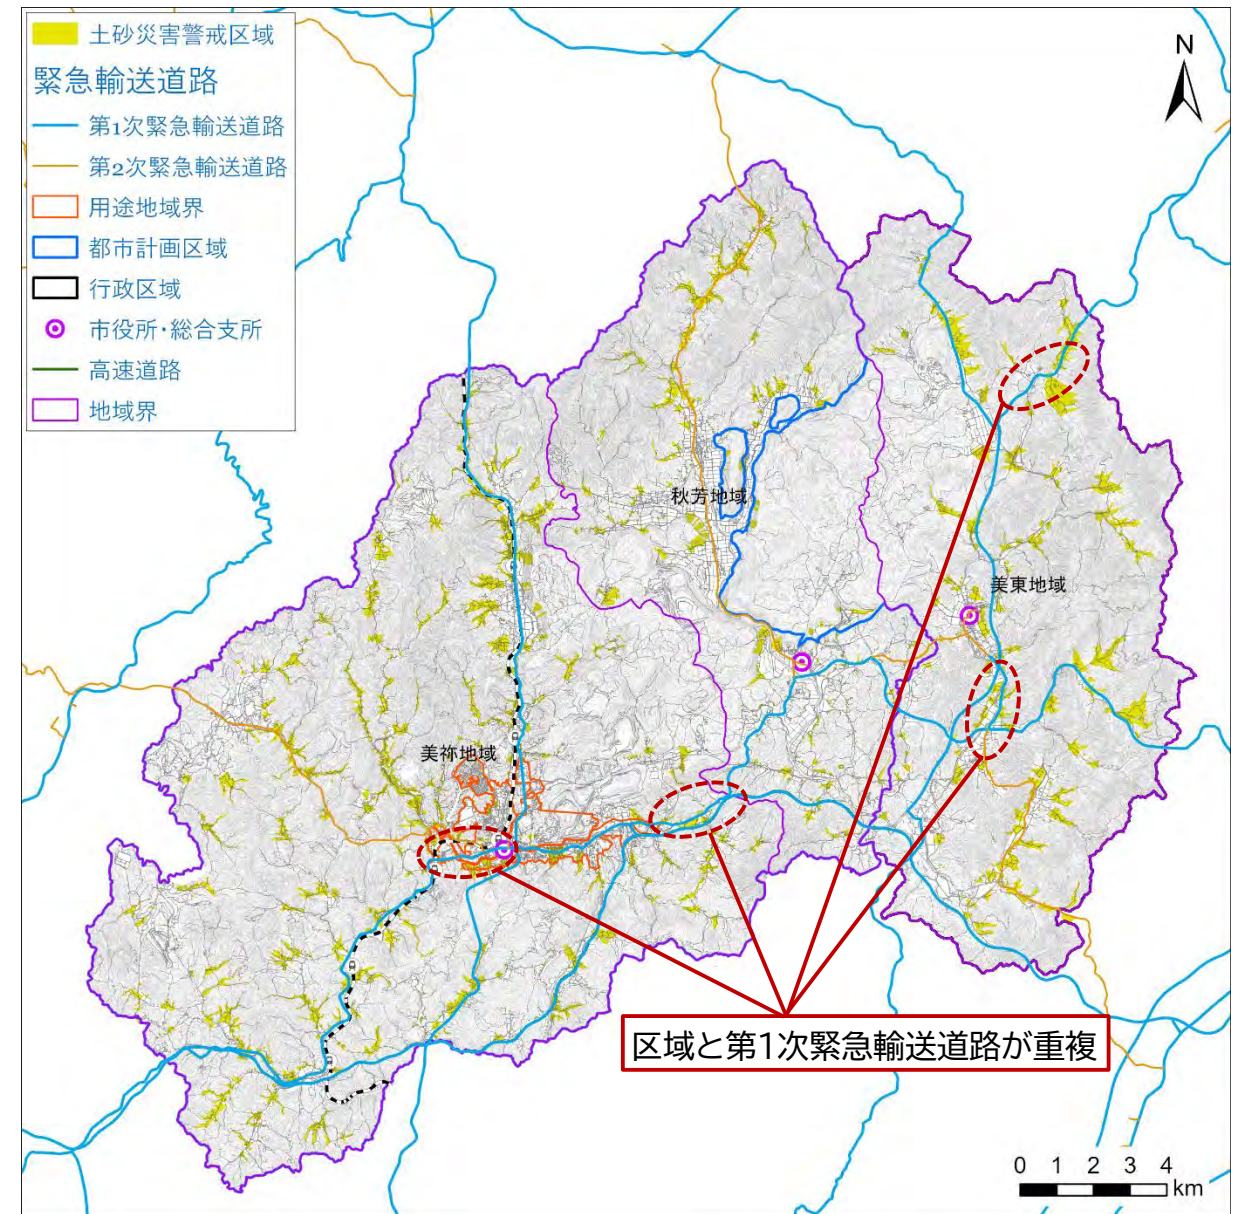 土砂災害警戒区域
緊急輸送道路
第1次緊急輸送道路
第2次緊急輸送道路
用途地域界
都市計画区域
行政区域
市役所・総合支所
高速道路
地域界
N
秋芳地域
美東地域
美祢地域
区域と第1次緊急輸送道路が重複
0 1 2 3 4
km